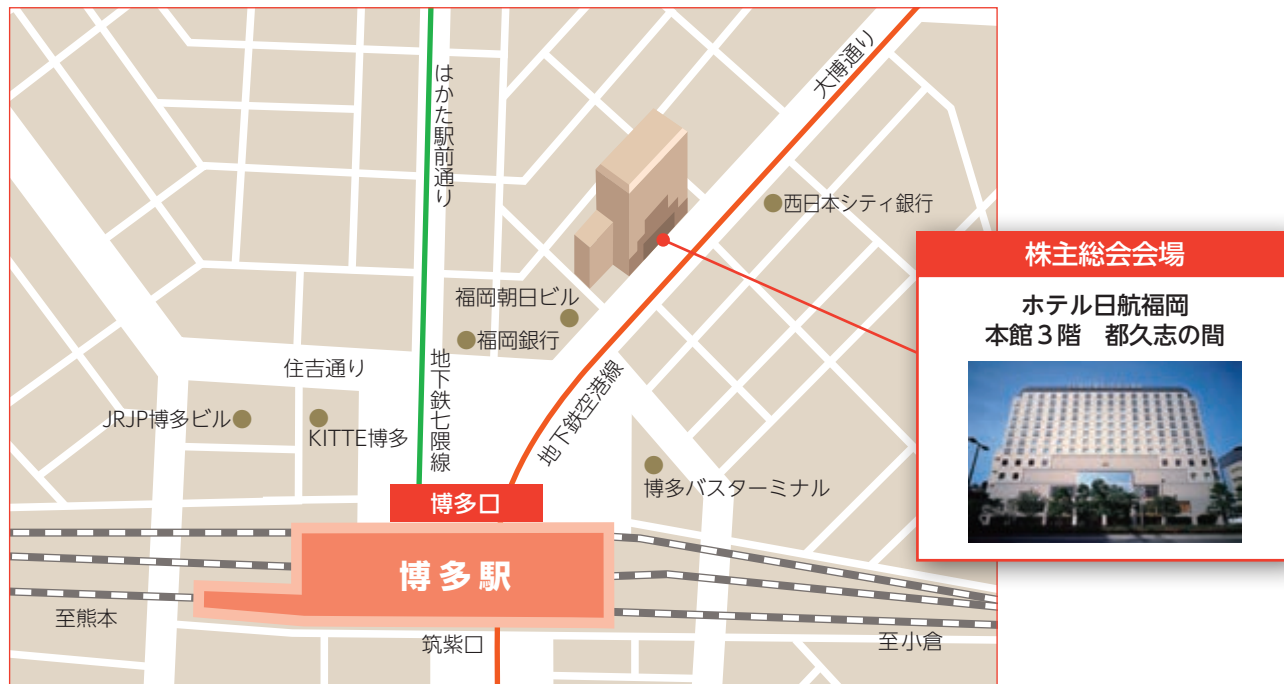 はかた駅前通り
大博通り
西日本シティ銀行
株主総会会場
ホテル日航福岡
本館3階　都久志の間
福岡朝日ビル
福岡銀行
住吉通り
地下鉄七隈線
地下鉄空港線
JRJP博多ビル
KITTE博多
博多バスターミナル
博多口
博多駅
至熊本
筑紫口
至小倉